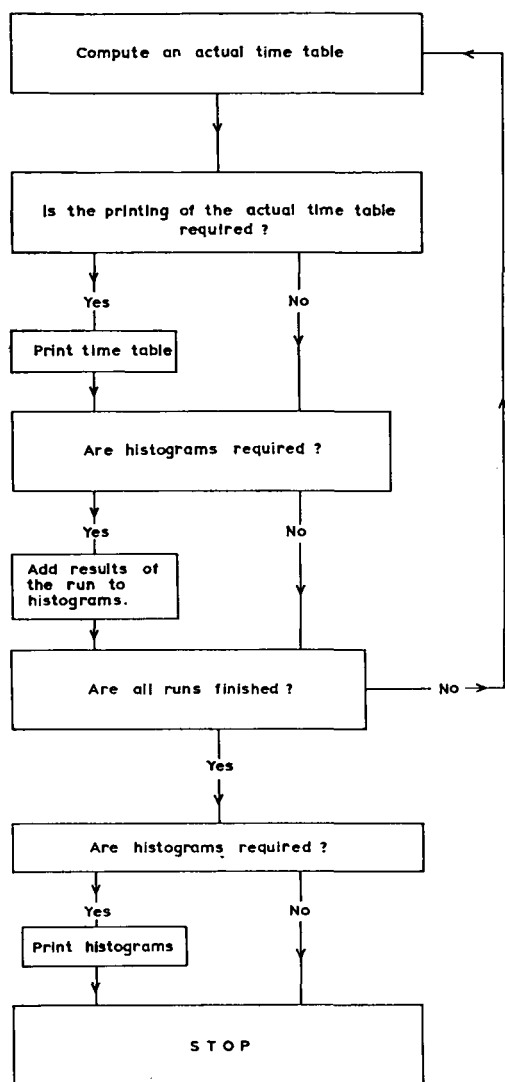 Compute an actual time table
Is the printing of the actual time table
required ?
Yes
No
Print time table
Are histograms required ?
Yes
No
Add results of
the run to
histograms.
Are all runs finished ?
No
Yes
Are histograms required ?
Yes
No
Print histograms
STOP